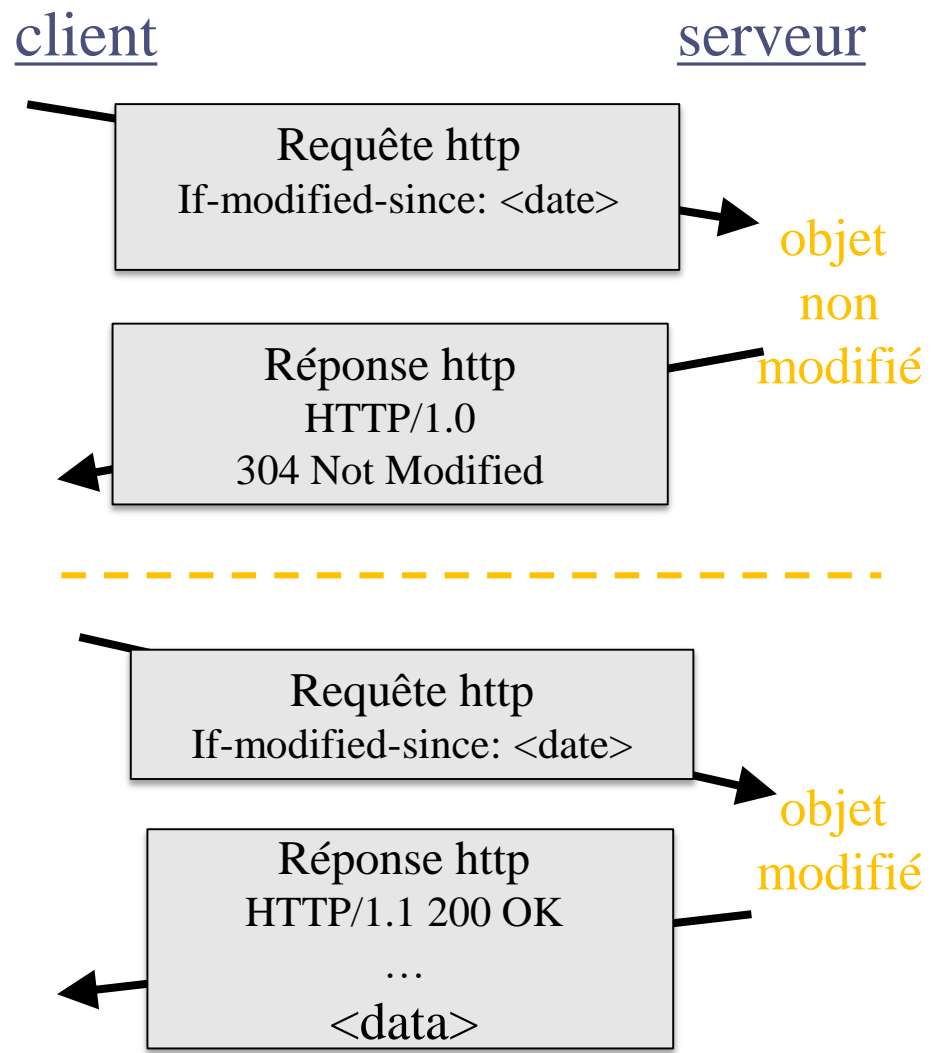 client
serveur
Requête http
If-modified-since: <date>
objet
non
modifié
Réponse http
HTTP/1.0
304 Not Modified
Requête http
If-modified-since: <date>
objet
modifié
Réponse http
HTTP/1.1 200 OK
…
<data>